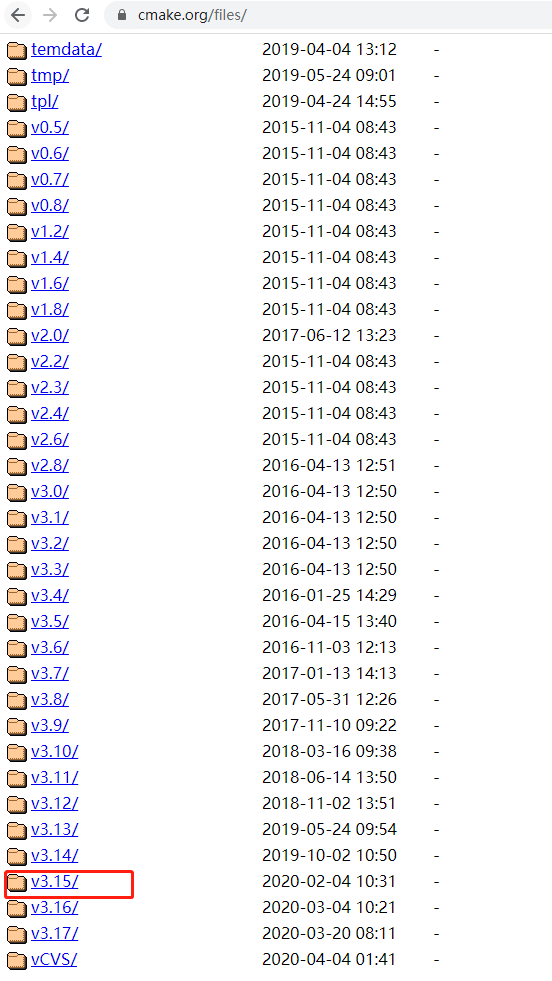 cmake.org/files/
temdata/ 2019-04-04 13:12 -
tmp/ 2019-05-24 09:01 -
tpl/ 2019-04-24 14:55 -
v0.5/ 2015-11-04 08:43 -
v0.6/ 2015-11-04 08:43 -
v0.7/ 2015-11-04 08:43 -
v0.8/ 2015-11-04 08:43 -
v1.2/ 2015-11-04 08:43 -
v1.4/ 2015-11-04 08:43 -
v1.6/ 2015-11-04 08:43 -
v1.8/ 2015-11-04 08:43 -
v2.0/ 2017-06-12 13:23 -
v2.2/ 2015-11-04 08:43 -
v2.3/ 2015-11-04 08:43 -
v2.4/ 2015-11-04 08:43 -
v2.6/ 2015-11-04 08:43 -
v2.8/ 2016-04-13 12:51 -
v3.0/ 2016-04-13 12:50 -
v3.1/ 2016-04-13 12:50 -
v3.2/ 2016-04-13 12:50 -
v3.3/ 2016-04-13 12:50 -
v3.4/ 2016-01-25 14:29 -
v3.5/ 2016-04-15 13:40 -
v3.6/ 2016-11-03 12:13 -
v3.7/ 2017-01-13 14:13 -
v3.8/ 2017-05-31 12:26 -
v3.9/ 2017-11-10 09:22 -
v3.10/ 2018-03-16 09:38 -
v3.11/ 2018-06-14 13:50 -
v3.12/ 2018-11-02 13:51 -
v3.13/ 2019-05-24 09:54 -
v3.14/ 2019-10-02 10:50 -
v3.15/ 2020-02-04 10:31 -
v3.16/ 2020-03-04 10:21 -
v3.17/ 2020-03-20 08:11 -
vCVS/ 2020-04-04 01:41 -